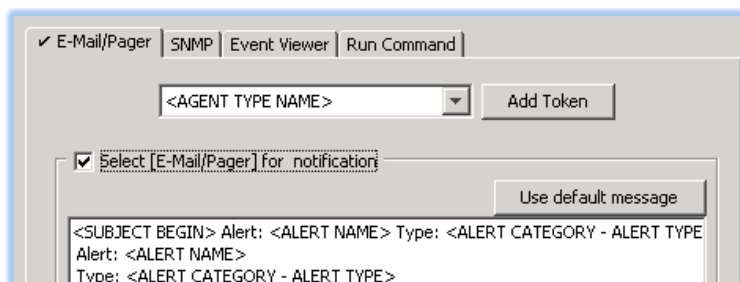 ✔ E-Mail/Pager SNMP Event Viewer Run Command
<AGENT TYPE NAME> Add Token
Select [E-Mail/Pager] for notification
Use default message
<SUBJECT BEGIN> Alert: <ALERT NAME> Type: <ALERT CATEGORY - ALERT TYPE
Alert: <ALERT NAME>
Type: <ALERT CATEGORY - ALERT TYPE>